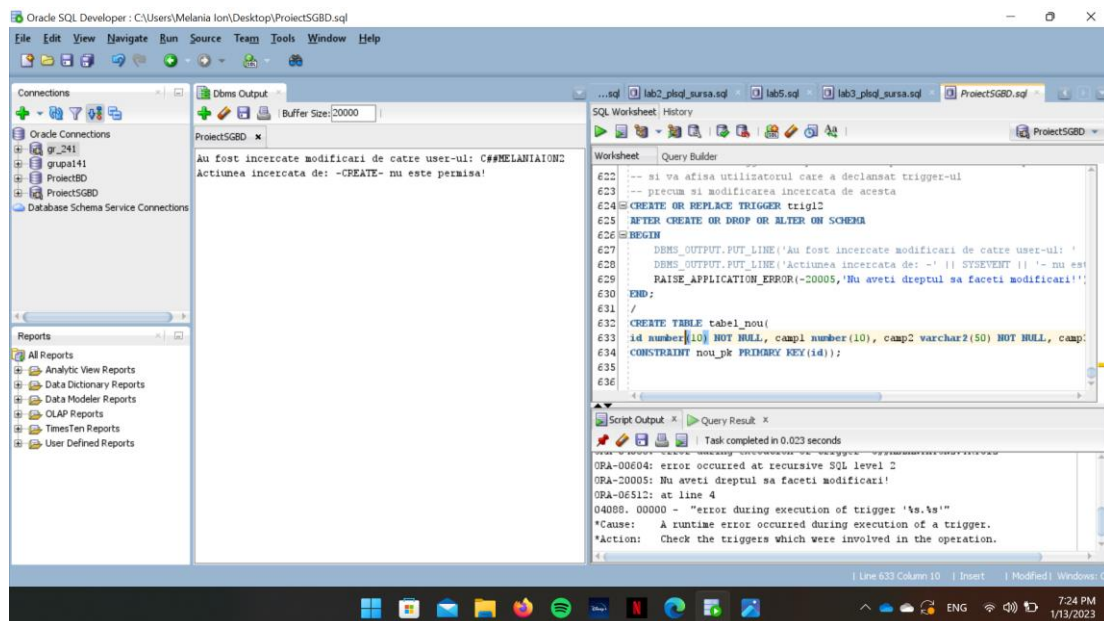 Oracle SQL Developer : C:\Users\Melania Ion\Desktop\ProiectSGBD.sql
File Edit View Navigate Run Source Team Tools Window Help
Connections
Oracle Connections
gr_241
grupa141
ProiectBD
ProiectSGBD
Database Schema Service Connections
Reports
All Reports
Analytic View Reports
Data Dictionary Reports
Data Modeler Reports
OLAP Reports
TimesTen Reports
User Defined Reports
Dbms Output
Buffer Size: 20000
ProiectSGBD
Au fost incercate modificari de catre user-ul: C##MELANIAION2
Actiunea incercata de: -CREATE- nu este permisa!
...sql lab2_plsql_sursa.sql lab5.sql lab3_plsql_sursa.sql ProiectSGBD.sql
SQL Worksheet History
ProiectSGBD
Worksheet Query Builder
622 -- si va afisa utilizatorul care a declansat trigger-ul
623 -- precum si modificarea incercata de acesta
624 CREATE OR REPLACE TRIGGER trig12
625 AFTER CREATE OR DROP OR ALTER ON SCHEMA
626 BEGIN
627 DBMS_OUTPUT.PUT_LINE('Au fost incercate modificari de catre user-ul: '
628 DBMS_OUTPUT.PUT_LINE('Actiunea incercata de: -' || SYSEVENT || '- nu est
629 RAISE_APPLICATION_ERROR(-20005,'Nu aveti dreptul sa faceti modificari!'
630 END;
631 /
632 CREATE TABLE tabel_nou(
633 id number(10) NOT NULL, camp1 number(10), camp2 varchar2(50) NOT NULL, camp
634 CONSTRAINT nou_pk PRIMARY KEY(id));
635
636
Script Output Query Result
Task completed in 0.023 seconds
ORA-00604: error occurred at recursive SQL level 2
ORA-20005: Nu aveti dreptul sa faceti modificari!
ORA-06512: at line 4
04088. 00000 - "error during execution of trigger '%s.%s'"
*Cause: A runtime error occurred during execution of a trigger.
*Action: Check the triggers which were involved in the operation.
Line 633 Column 10 | Insert | Modified | Windows:
ENG
7:24 PM
1/13/2023